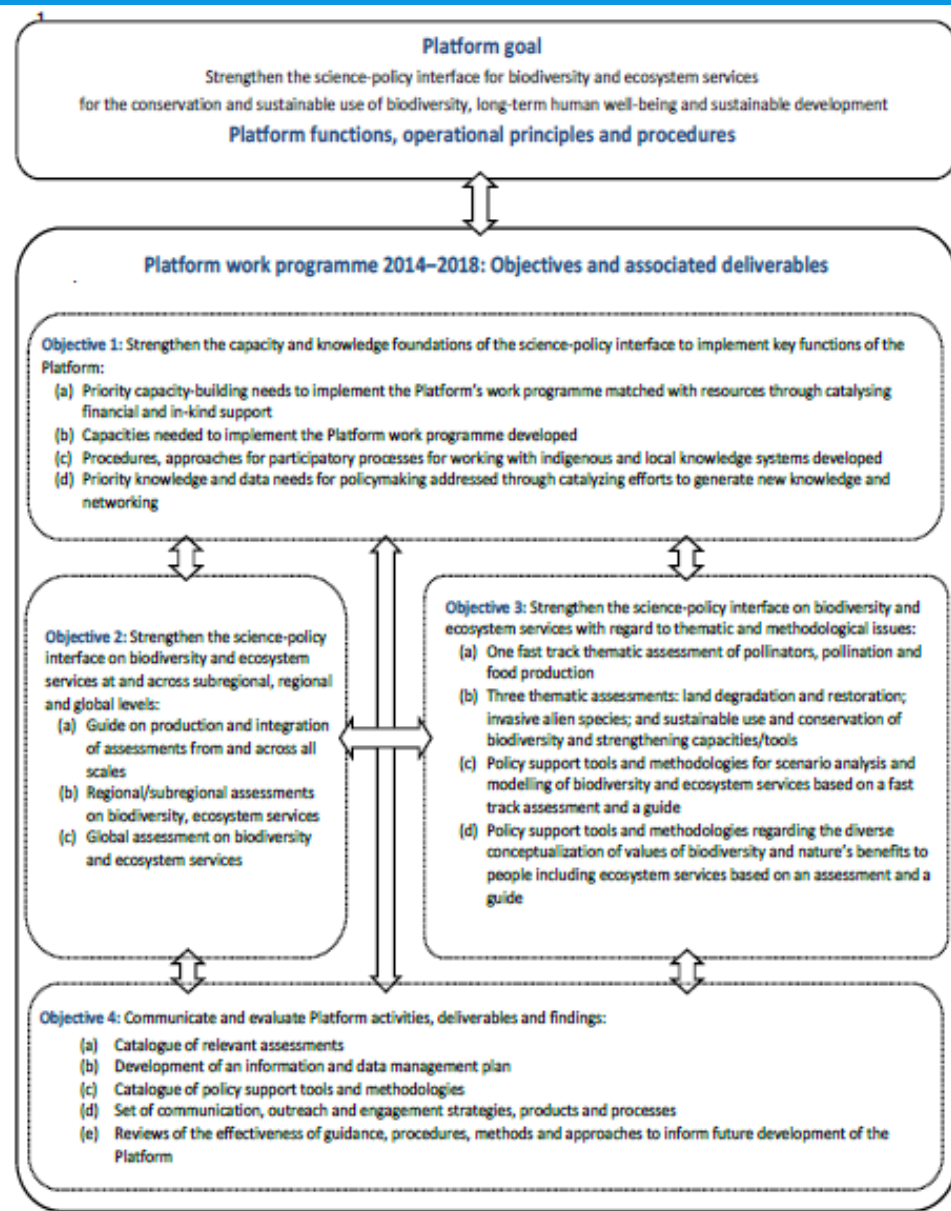 1
Platform goal
Strengthen the science-policy interface for biodiversity and ecosystem services
for the conservation and sustainable use of biodiversity, long-term human well-being and sustainable development
Platform functions, operational principles and procedures
Platform work programme 2014–2018: Objectives and associated deliverables
.
Objective 1: Strengthen the capacity and knowledge foundations of the science-policy interface to implement key functions of the
Platform:
(a) Priority capacity-building needs to implement the Platform's work programme matched with resources through catalysing
financial and in-kind support
(b) Capacities needed to implement the Platform work programme developed
(c) Procedures, approaches for participatory processes for working with indigenous and local knowledge systems developed
(d) Priority knowledge and data needs for policymaking addressed through catalyzing efforts to generate new knowledge and
networking
Objective 2: Strengthen the science-policy
interface on biodiversity and ecosystem
services at and across subregional, regional
and global levels:
(a) Guide on production and integration
of assessments from and across all
scales
(b) Regional/subregional assessments
on biodiversity, ecosystem services
(c) Global assessment on biodiversity
and ecosystem services
Objective 3: Strengthen the science-policy interface on biodiversity and
ecosystem services with regard to thematic and methodological issues:
(a) One fast track thematic assessment of pollinators, pollination and
food production
(b) Three thematic assessments: land degradation and restoration;
invasive alien species; and sustainable use and conservation of
biodiversity and strengthening capacities/tools
(c) Policy support tools and methodologies for scenario analysis and
modelling of biodiversity and ecosystem services based on a fast
track assessment and a guide
(d) Policy support tools and methodologies regarding the diverse
conceptualization of values of biodiversity and nature's benefits to
people including ecosystem services based on an assessment and a
guide
Objective 4: Communicate and evaluate Platform activities, deliverables and findings:
(a) Catalogue of relevant assessments
(b) Development of an information and data management plan
(c) Catalogue of policy support tools and methodologies
(d) Set of communication, outreach and engagement strategies, products and processes
(e) Reviews of the effectiveness of guidance, procedures, methods and approaches to inform future development of the
Platform